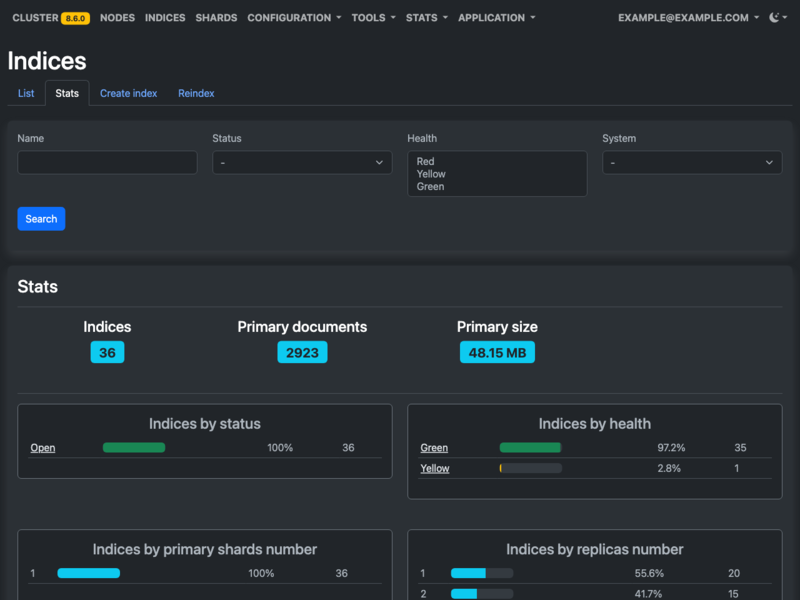 CLUSTER 8.6.0 NODES INDICES SHARDS CONFIGURATION TOOLS STATS APPLICATION EXAMPLE@EXAMPLE.COM
Indices
List Stats Create index Reindex
Name Status Health System
- Red -
Yellow
Green
Search
Stats
Indices Primary documents Primary size
36 2923 48.15 MB
Indices by status
Open 100% 36
Indices by health
Green 97.2% 35
Yellow 2.8% 1
Indices by primary shards number
1 100% 36
Indices by replicas number
1 55.6% 20
2 41.7% 15